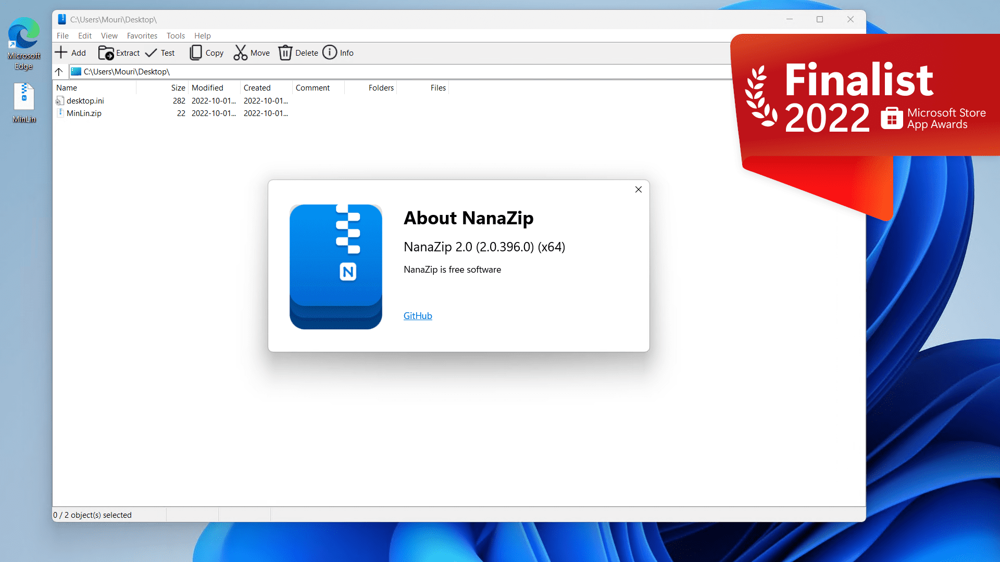 Microsoft
Edge
MinLin
C:\Users\Mouri\Desktop\
File Edit View Favorites Tools Help
Add Extract Test Copy Move Delete Info
C:\Users\Mouri\Desktop\
Name Size Modified Created Comment Folders Files
desktop.ini 282 2022-10-01... 2022-10-01...
MinLin.zip 22 2022-10-01... 2022-10-01...
Finalist
2022 Microsoft Store
App Awards
N
About NanaZip
NanaZip 2.0 (2.0.396.0) (x64)
NanaZip is free software
GitHub
0 / 2 object(s) selected